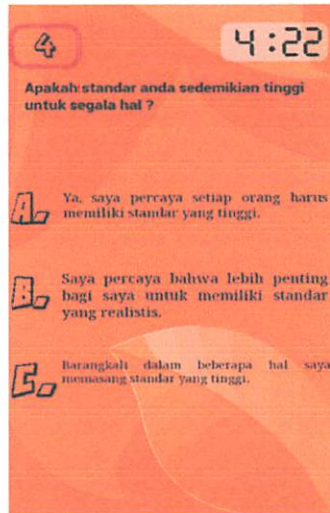 4
4:22
Apakah standar anda sedemikian tinggi
untuk segala hal ?
A. Ya, saya percaya setiap orang harus
memiliki standar yang tinggi.
B. Saya percaya bahwa lebih penting
bagi saya untuk memiliki standar
yang realistis.
C. Barangkali dalam beberapa hal saya
memasang standar yang tinggi.